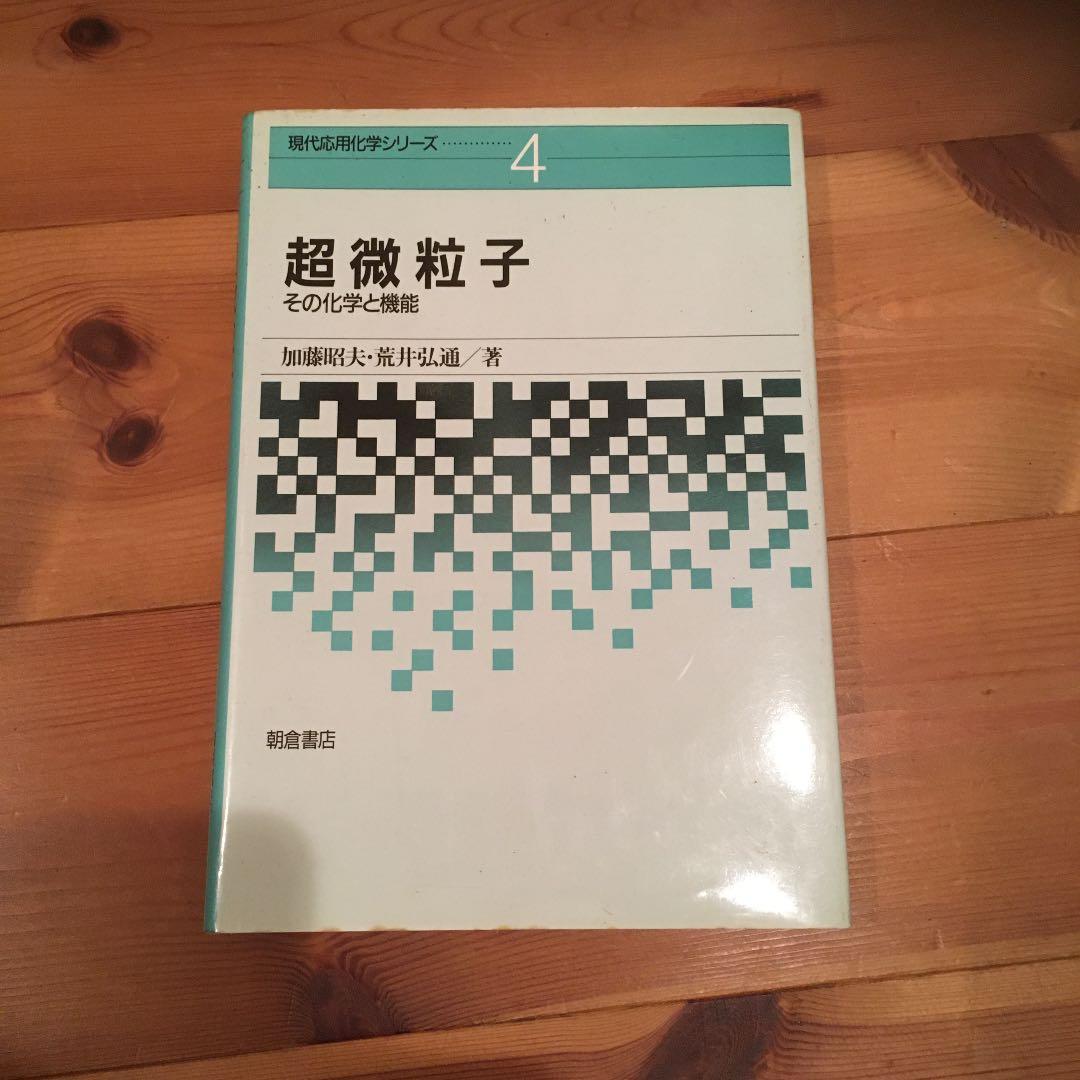 現代応用化学シリーズ…………4
超微粒子
その化学と機能
加藤昭夫・荒井弘通／著
朝倉書店